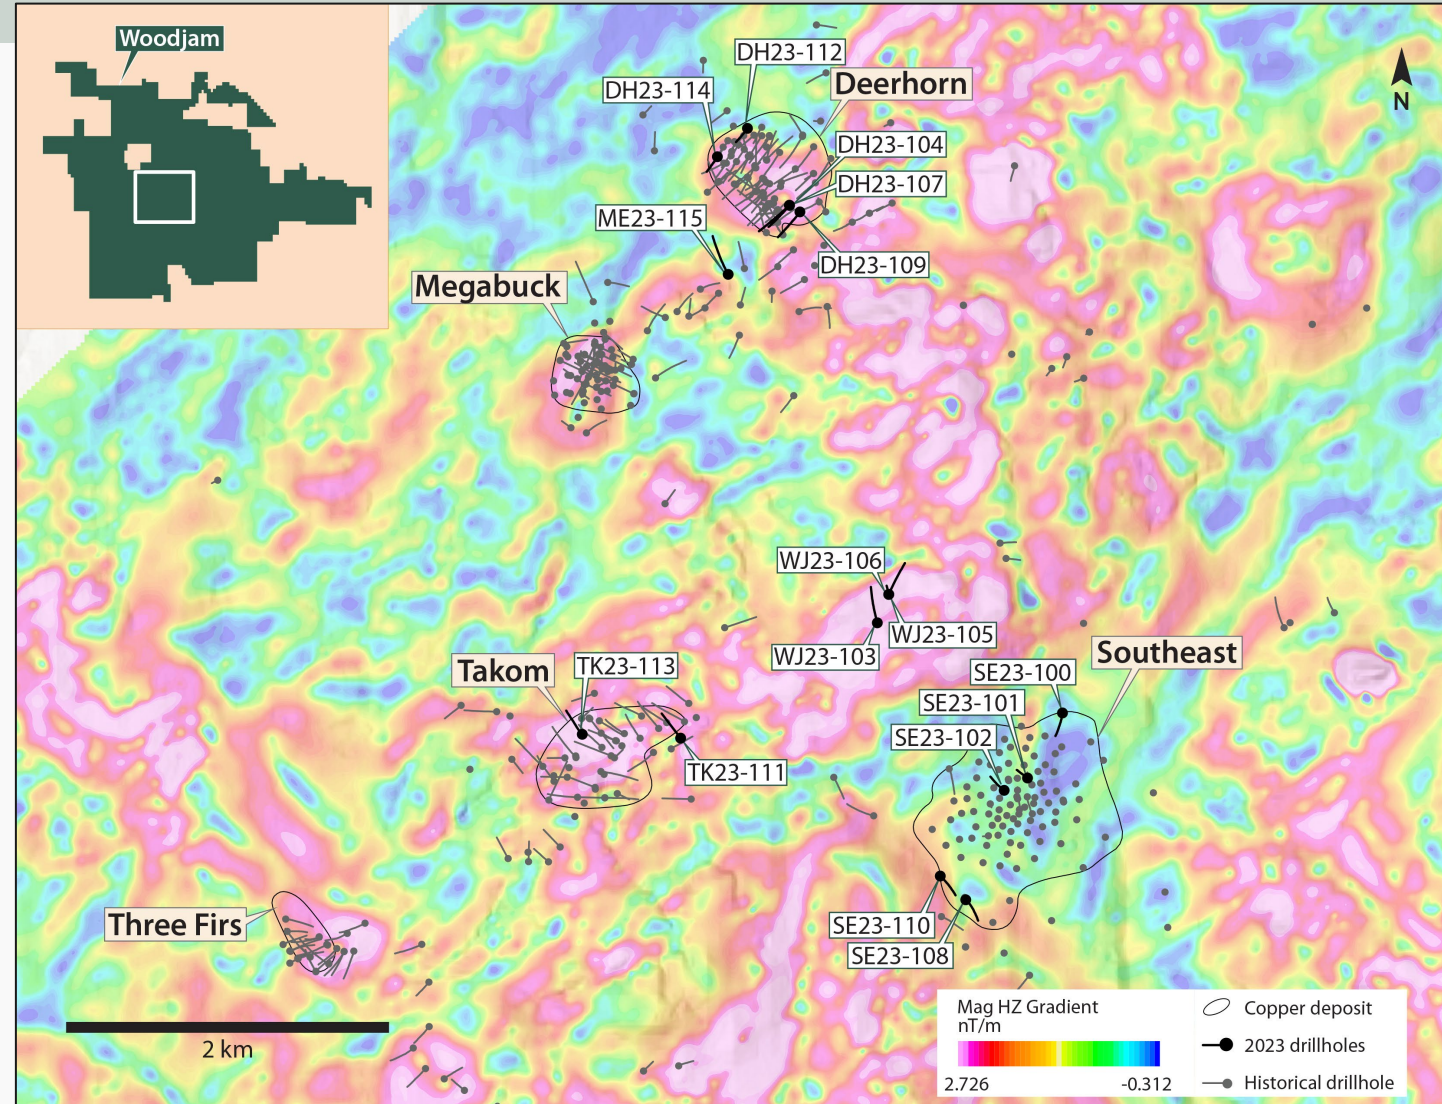 Woodjam
DH23-112
Deerhorn
DH23-114
N
DH23-104
DH23-107
ME23-115
DH23-109
Megabuck
WJ23-106
WJ23-105
WJ23-103
Southeast
Takom
TK23-113
SE23-100
SE23-101
SE23-102
TK23-111
Three Firs
SE23-110
SE23-108
2 km
Mag HZ Gradient
nT/m
2.726
-0.312
Copper deposit
2023 drillholes
Historical drillhole